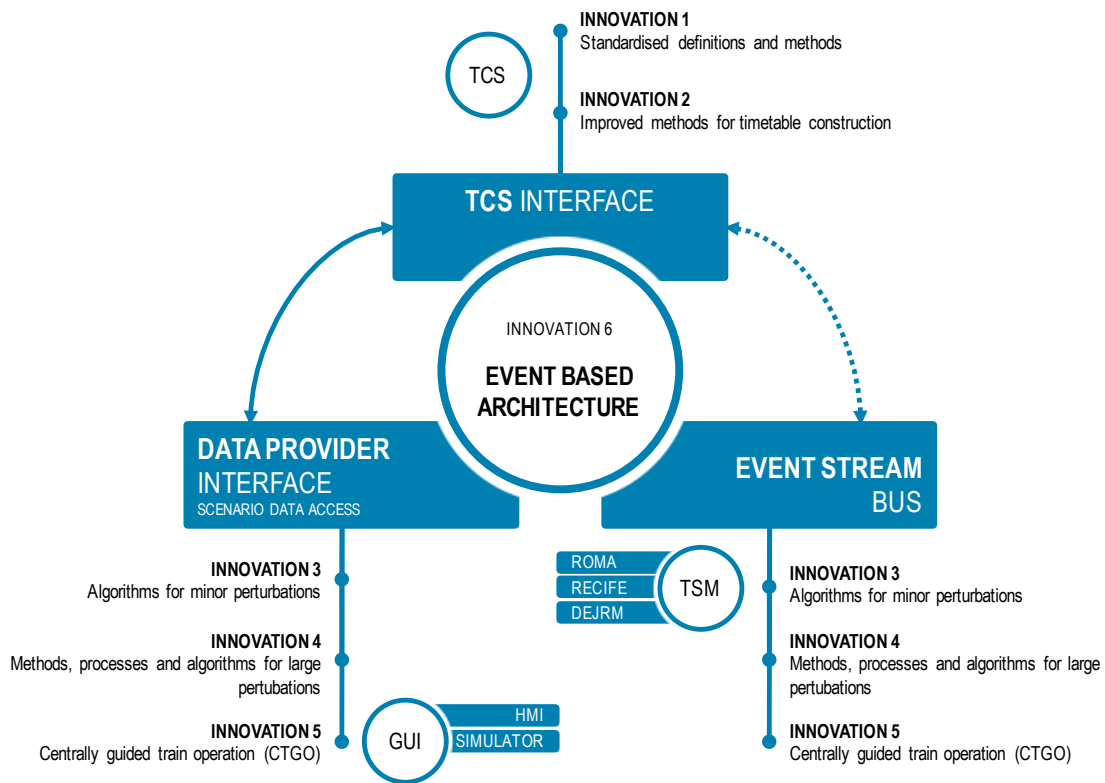 INNOVATION 1
Standardised definitions and methods
TCS
INNOVATION 2
Improved methods for timetable construction
TCS INTERFACE
INNOVATION 6
EVENT BASED
ARCHITECTURE
DATA PROVIDER
INTERFACE
SCENARIO DATA ACCESS
EVENT STREAM
BUS
INNOVATION 3
Algorithms for minor perturbations
INNOVATION 4
Methods, processes and algorithms for large
pertubations
INNOVATION 5
Centrally guided train operation (CTGO)
GUI
HMI
SIMULATOR
ROMA
RECIFE
DEJRM
TSM
INNOVATION 3
Algorithms for minor perturbations
INNOVATION 4
Methods, processes and algorithms for large
pertubations
INNOVATION 5
Centrally guided train operation (CTGO)